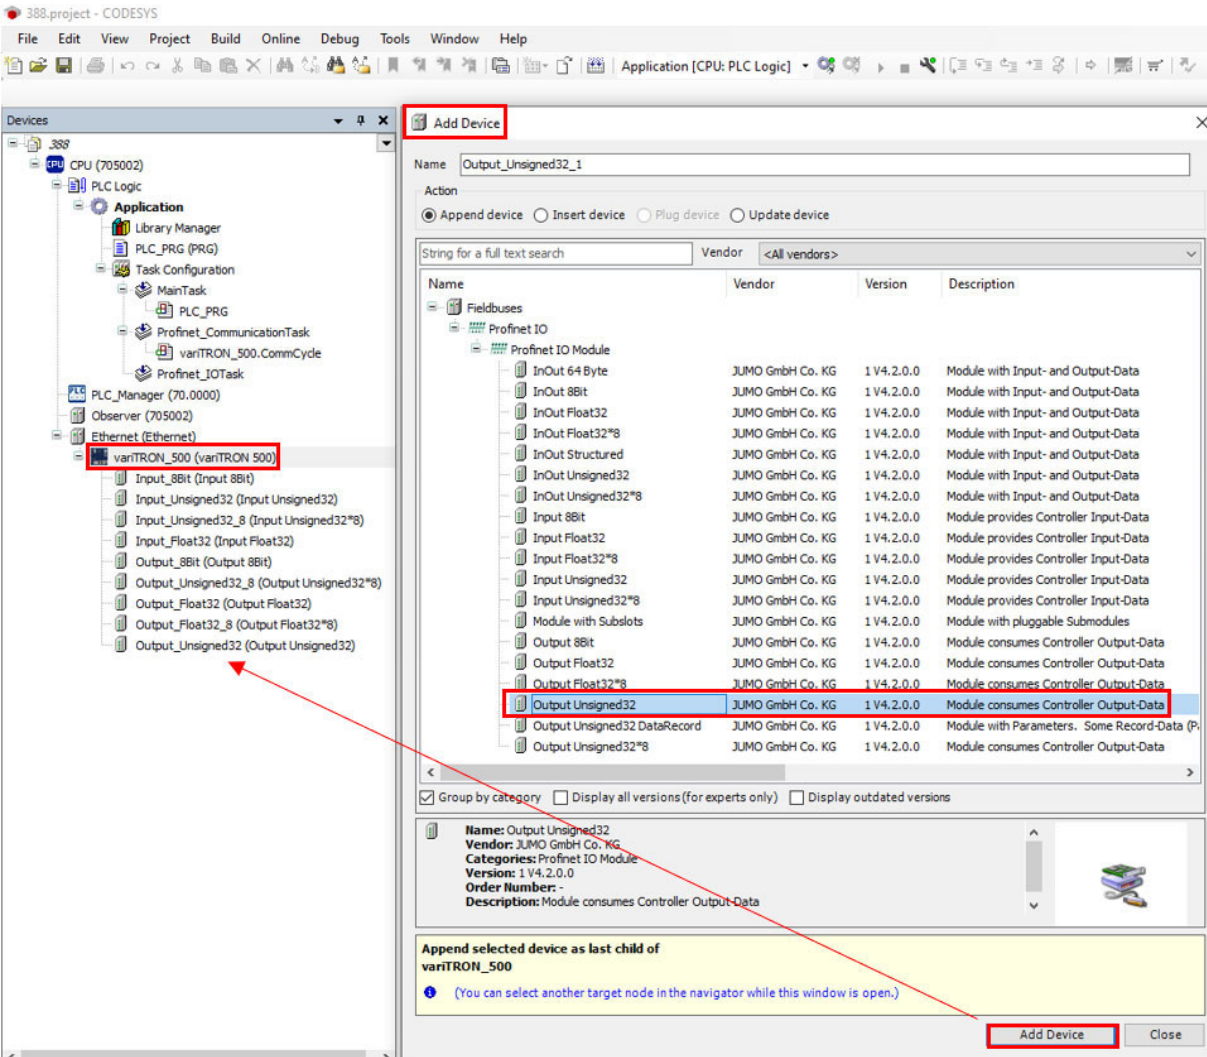 388.project - CODESYS
File Edit View Project Build Online Debug Tools Window Help
Application [CPU: PLC Logic]
Devices
388
CPU (705002)
PLC Logic
Application
Library Manager
PLC_PRG (PRG)
Task Configuration
MainTask
PLC_PRG
Profinet_CommunicationTask
variTRON_500.CommCycle
Profinet_IOTask
PLC_Manager (70.0000)
Observer (705002)
Ethernet (Ethernet)
variTRON_500 (variTRON 500)
Input_8Bit (Input 8Bit)
Input_Unsigned32 (Input Unsigned32)
Input_Unsigned32_8 (Input Unsigned32*8)
Input_Float32 (Input Float32)
Output_8Bit (Output 8Bit)
Output_Unsigned32_8 (Output Unsigned32*8)
Output_Float32 (Output Float32)
Output_Float32_8 (Output Float32*8)
Output_Unsigned32 (Output Unsigned32)
Add Device
Name Output_Unsigned32_1
Action
Append device Insert device Plug device Update device
String for a full text search Vendor <All vendors>
Name Vendor Version Description
Fieldbuses
Profinet IO
Profinet IO Module
InOut 64 Byte JUMO GmbH Co. KG 1 V4.2.0.0 Module with Input- and Output-Data
InOut 8Bit JUMO GmbH Co. KG 1 V4.2.0.0 Module with Input- and Output-Data
InOut Float32 JUMO GmbH Co. KG 1 V4.2.0.0 Module with Input- and Output-Data
InOut Float32*8 JUMO GmbH Co. KG 1 V4.2.0.0 Module with Input- and Output-Data
InOut Structured JUMO GmbH Co. KG 1 V4.2.0.0 Module with Input- and Output-Data
InOut Unsigned32 JUMO GmbH Co. KG 1 V4.2.0.0 Module with Input- and Output-Data
InOut Unsigned32*8 JUMO GmbH Co. KG 1 V4.2.0.0 Module with Input- and Output-Data
Input 8Bit JUMO GmbH Co. KG 1 V4.2.0.0 Module provides Controller Input-Data
Input Float32 JUMO GmbH Co. KG 1 V4.2.0.0 Module provides Controller Input-Data
Input Float32*8 JUMO GmbH Co. KG 1 V4.2.0.0 Module provides Controller Input-Data
Input Unsigned32 JUMO GmbH Co. KG 1 V4.2.0.0 Module provides Controller Input-Data
Input Unsigned32*8 JUMO GmbH Co. KG 1 V4.2.0.0 Module provides Controller Input-Data
Module with Subslots JUMO GmbH Co. KG 1 V4.2.0.0 Module with pluggable Submodules
Output 8Bit JUMO GmbH Co. KG 1 V4.2.0.0 Module consumes Controller Output-Data
Output Float32 JUMO GmbH Co. KG 1 V4.2.0.0 Module consumes Controller Output-Data
Output Float32*8 JUMO GmbH Co. KG 1 V4.2.0.0 Module consumes Controller Output-Data
Output Unsigned32 JUMO GmbH Co. KG 1 V4.2.0.0 Module consumes Controller Output-Data
Output Unsigned32 DataRecord JUMO GmbH Co. KG 1 V4.2.0.0 Module with Parameters. Some Record-Data (Pa
Output Unsigned32*8 JUMO GmbH Co. KG 1 V4.2.0.0 Module consumes Controller Output-Data
Group by category Display all versions (for experts only) Display outdated versions
Name: Output Unsigned32
Vendor: JUMO GmbH Co. KG
Categories: Profinet IO Module
Version: 1 V4.2.0.0
Order Number: -
Description: Module consumes Controller Output-Data
Append selected device as last child of
variTRON_500
(You can select another target node in the navigator while this window is open.)
Add Device Close